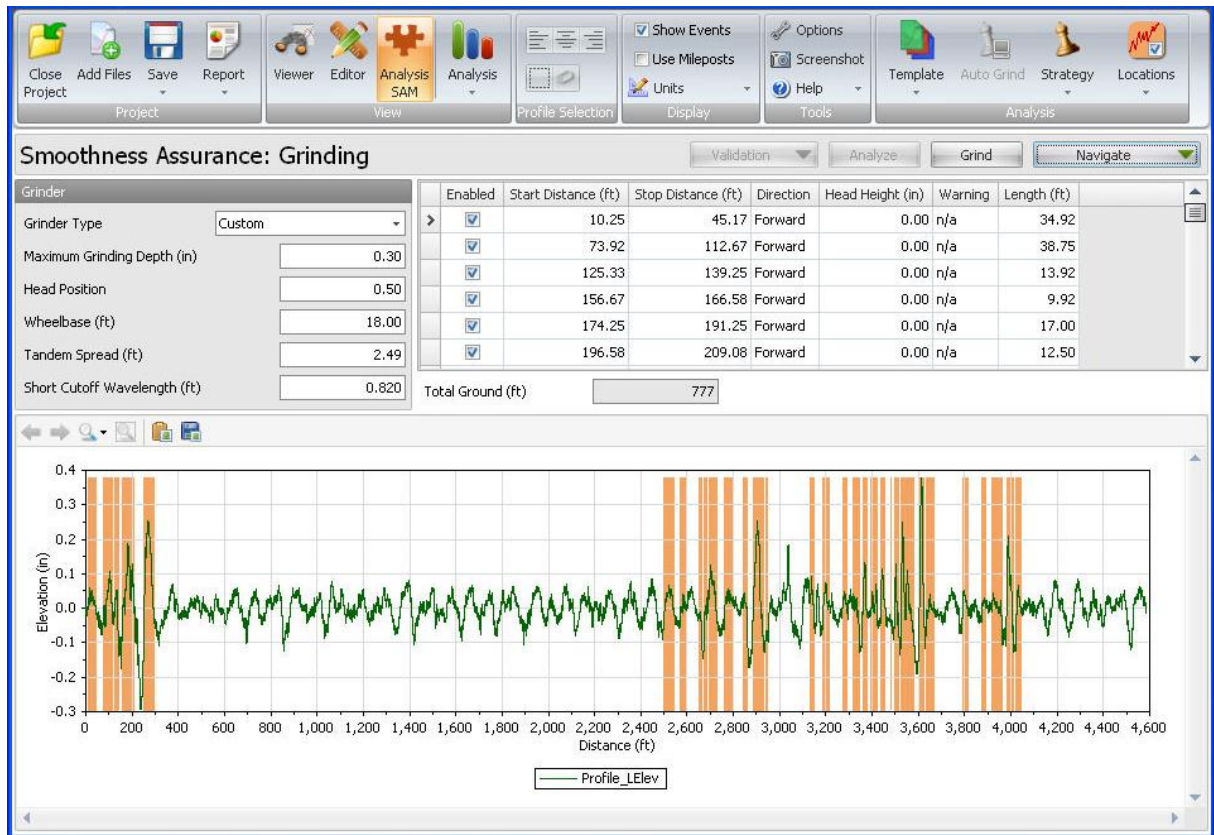 Close Project
Add Files
Save
Report
Viewer
Editor
Analysis SAM
Analysis
Show Events
Use Mileposts
Units
Options
Screenshot
Help
Template
Auto Grind
Strategy
Locations
Project
View
Profile Selection
Display
Tools
Analysis
Smoothness Assurance: Grinding
Validation
Analyze
Grind
Navigate
Grinder
Grinder Type Custom
Maximum Grinding Depth (in) 0.30
Head Position 0.50
Wheelbase (ft) 18.00
Tandem Spread (ft) 2.49
Short Cutoff Wavelength (ft) 0.820
Enabled Start Distance (ft) Stop Distance (ft) Direction Head Height (in) Warning Length (ft)
10.25 45.17 Forward 0.00 n/a 34.92
73.92 112.67 Forward 0.00 n/a 38.75
125.33 139.25 Forward 0.00 n/a 13.92
156.67 166.58 Forward 0.00 n/a 9.92
174.25 191.25 Forward 0.00 n/a 17.00
196.58 209.08 Forward 0.00 n/a 12.50
Total Ground (ft) 777
Elevation (in)
0.4
0.3
0.2
0.1
0.0
-0.1
-0.2
-0.3
0 200 400 600 800 1,000 1,200 1,400 1,600 1,800 2,000 2,200 2,400 2,600 2,800 3,000 3,200 3,400 3,600 3,800 4,000 4,200 4,400 4,600
Distance (ft)
Profile_LElev